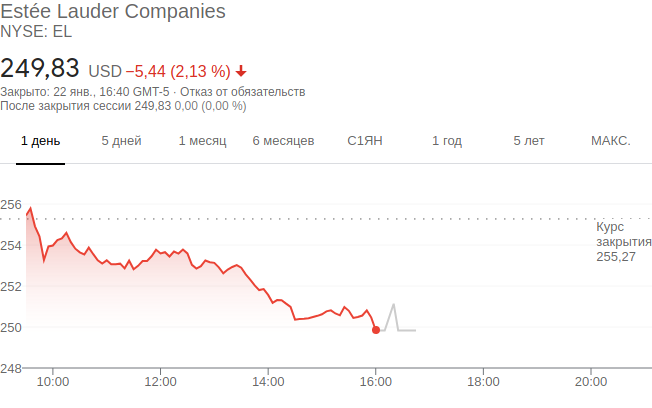 Estée Lauder Companies
NYSE: EL
249,83 USD −5,44 (2,13 %)
Закрыто: 22 янв., 16:40 GMT-5 · Отказ от обязательств
После закрытия сессии 249,83 0,00 (0,00 %)
1 день 5 дней 1 месяц 6 месяцев С1ЯН 1 год 5 лет МАКС.
256
Курс
закрытия
255,27
254
252
250
248
10:00 12:00 14:00 16:00 18:00 20:00